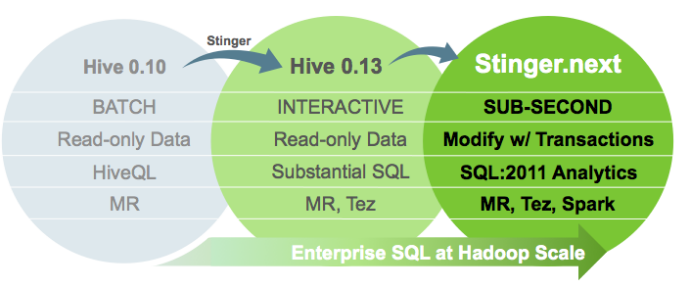 Stinger
Hive 0.10
Hive 0.13
Stinger.next
BATCH
INTERACTIVE
SUB-SECOND
Read-only Data
Read-only Data
Modify w/ Transactions
HiveQL
Substantial SQL
SQL:2011 Analytics
MR
MR, Tez
MR, Tez, Spark
Enterprise SQL at Hadoop Scale